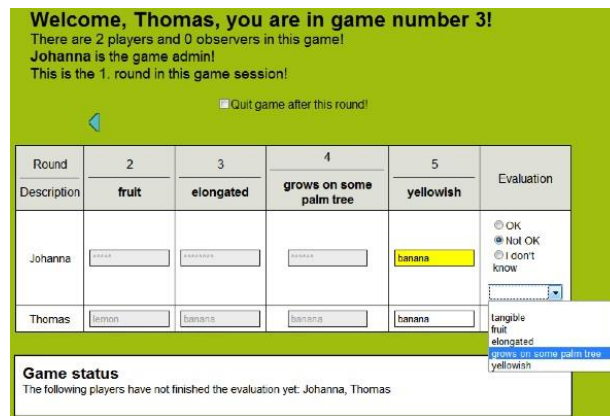 Welcome, Thomas, you are in game number 3!
There are 2 players and 0 observers in this game!
Johanna is the game admin!
This is the 1. round in this game session!
Quit game after this round!
Round 2 3 4 5 Evaluation
Description fruit elongated grows on some palm tree yellowish
Johanna ***** ******** ****** banana
OK
Not OK
I don't know
Thomas lemon banana banana banana
tangible
fruit
elongated
grows on some palm tree
yellowish
Game status
The following players have not finished the evaluation yet: Johanna, Thomas